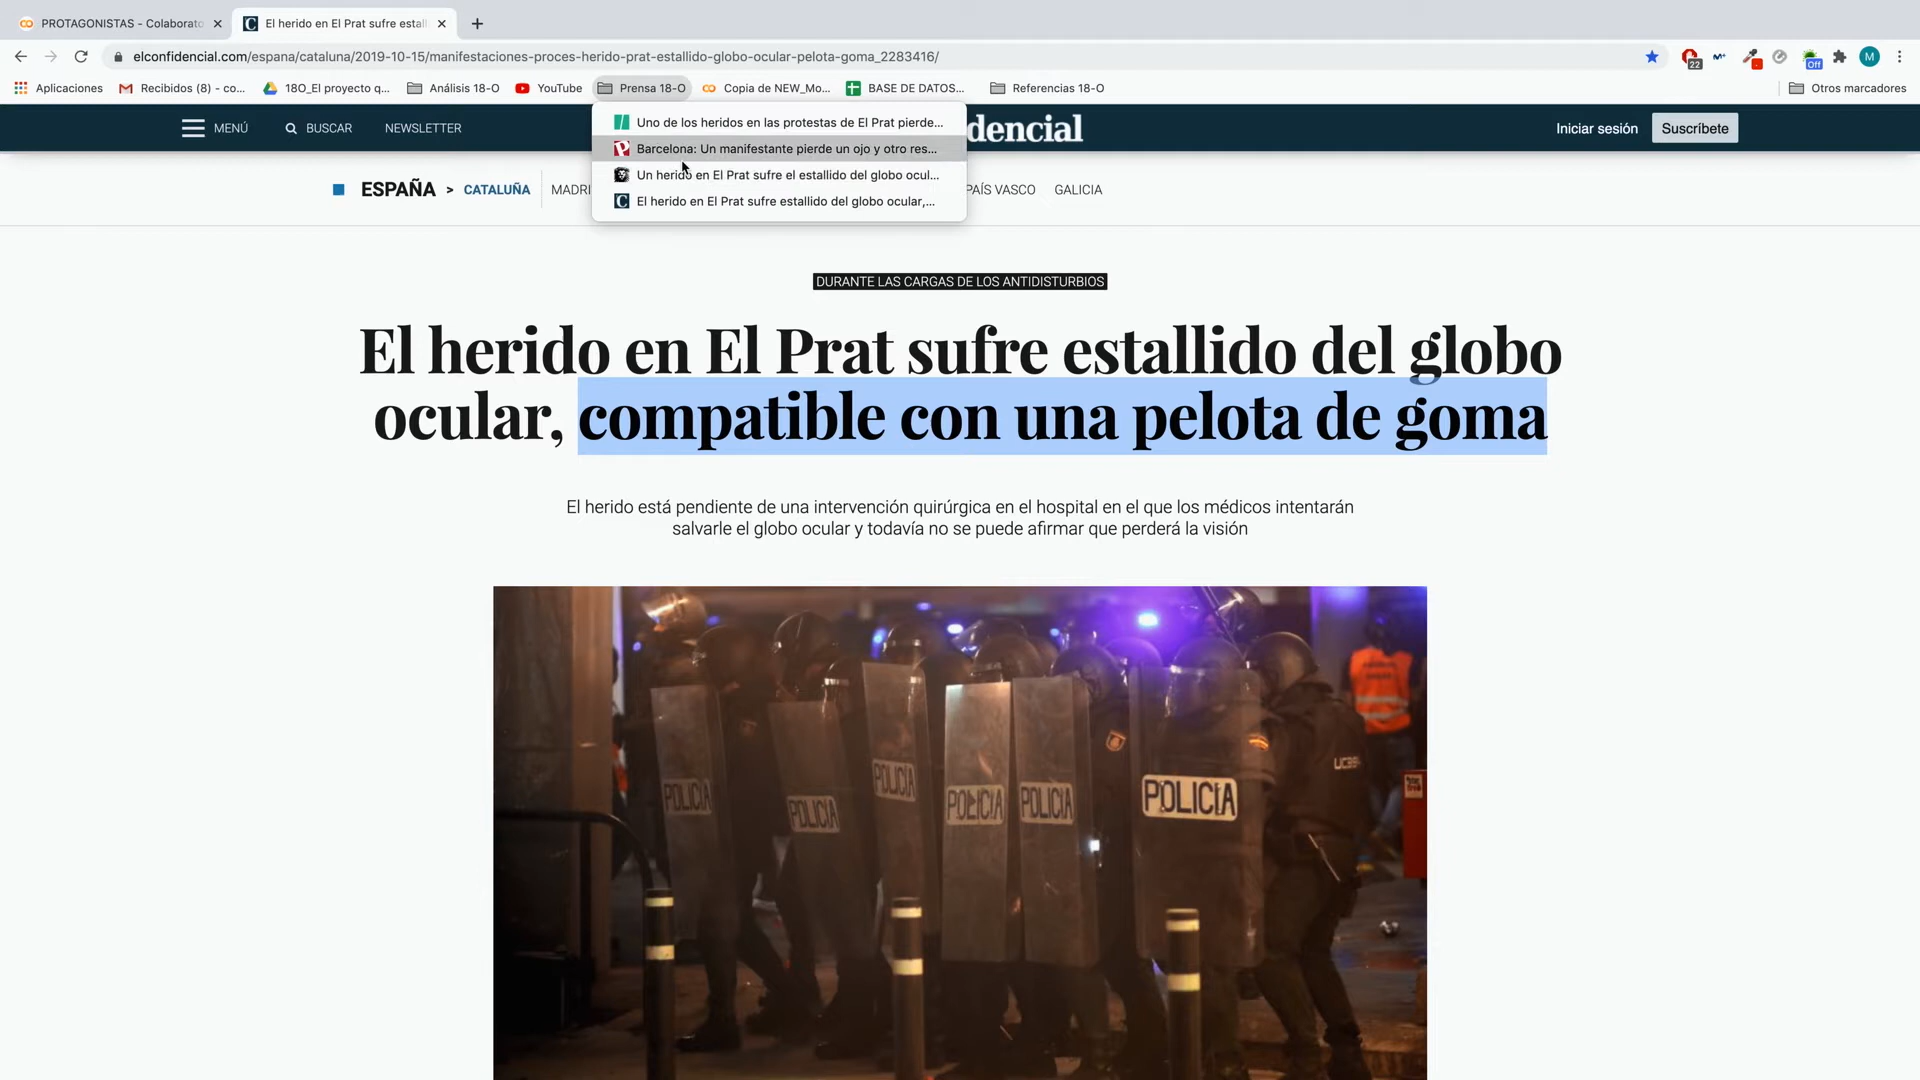 PROTAGONISTAS - Colaborato
El herido en El Prat sufre estall
elconfidencial.com/espana/cataluna/2019-10-15/manifestaciones-proces-herido-prat-estallido-globo-ocular-pelota-goma_2283416/
22
Off
M
Aplicaciones
Recibidos (8) - co...
18O_El proyecto q...
Análisis 18-O
YouTube
Prensa 18-O
Copia de NEW_Mo...
BASE DE DATOS...
Referencias 18-O
Otros marcadores
Uno de los heridos en las protestas de El Prat pierde...
Barcelona: Un manifestante pierde un ojo y otro res...
Un herido en El Prat sufre el estallido del globo ocul...
El herido en El Prat sufre estallido del globo ocular,...
MENÚ
BUSCAR
NEWSLETTER
dencial
Iniciar sesión
Suscríbete
ESPAÑA > CATALUÑA
MADRI
PAÍS VASCO
GALICIA
DURANTE LAS CARGAS DE LOS ANTIDISTURBIOS
El herido en El Prat sufre estallido del globo
ocular, compatible con una pelota de goma
El herido está pendiente de una intervención quirúrgica en el hospital en el que los médicos intentarán
salvarle el globo ocular y todavía no se puede afirmar que perderá la visión
POLICIA
POLICIA
POLICIA
POLICIA
POLICIA
POLICIA